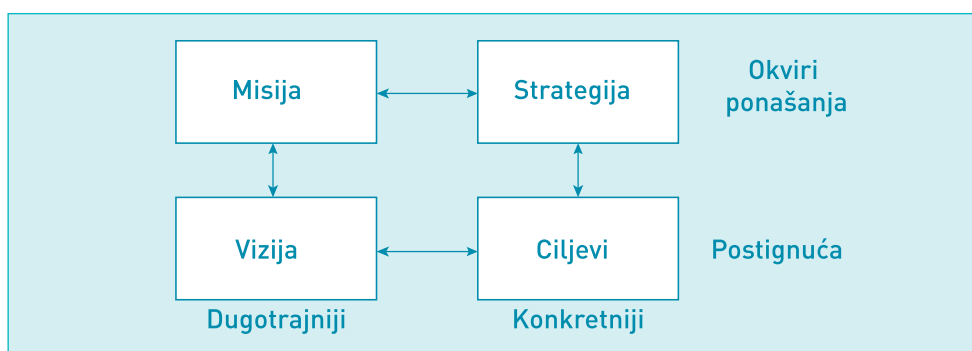 Misija
Strategija
Okviri
ponašanja
Vizija
Ciljevi
Postignuća
Dugotrajniji
Konkretniji